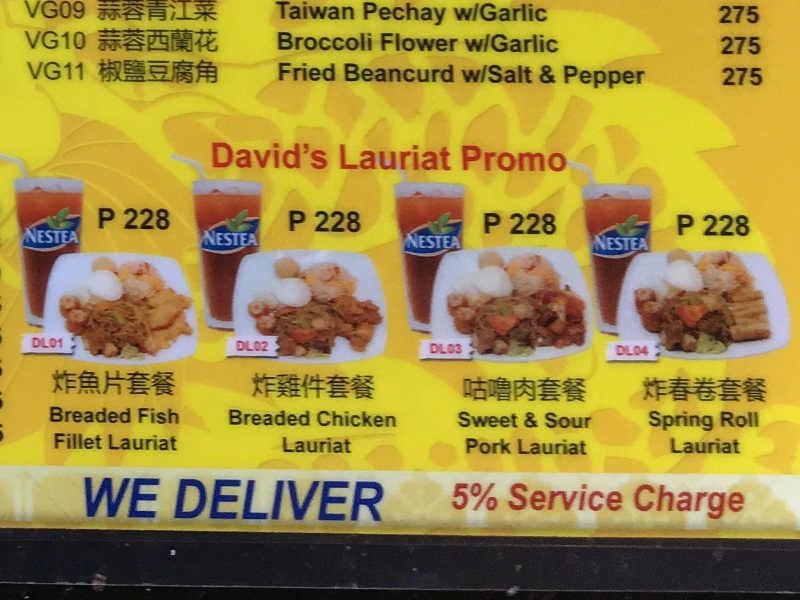 VG09 蒜蓉青江菜 Taiwan Pechay w/Garlic 275
VG10 蒜蓉西蘭花 Broccoli Flower w/Garlic 275
VG11 椒鹽豆腐角 Fried Beancurd w/Salt & Pepper 275
David's Lauriat Promo
P 228 P 228 P 228 P 228
NESTEA NESTEA NESTEA NESTEA
DL01 DL02 DL03 DL04
炸魚片套餐 炸雞件套餐 咕嚕肉套餐 炸春卷套餐
Breaded Fish Breaded Chicken Sweet & Sour Spring Roll
Fillet Lauriat Lauriat Pork Lauriat Lauriat
WE DELIVER 5% Service Charge